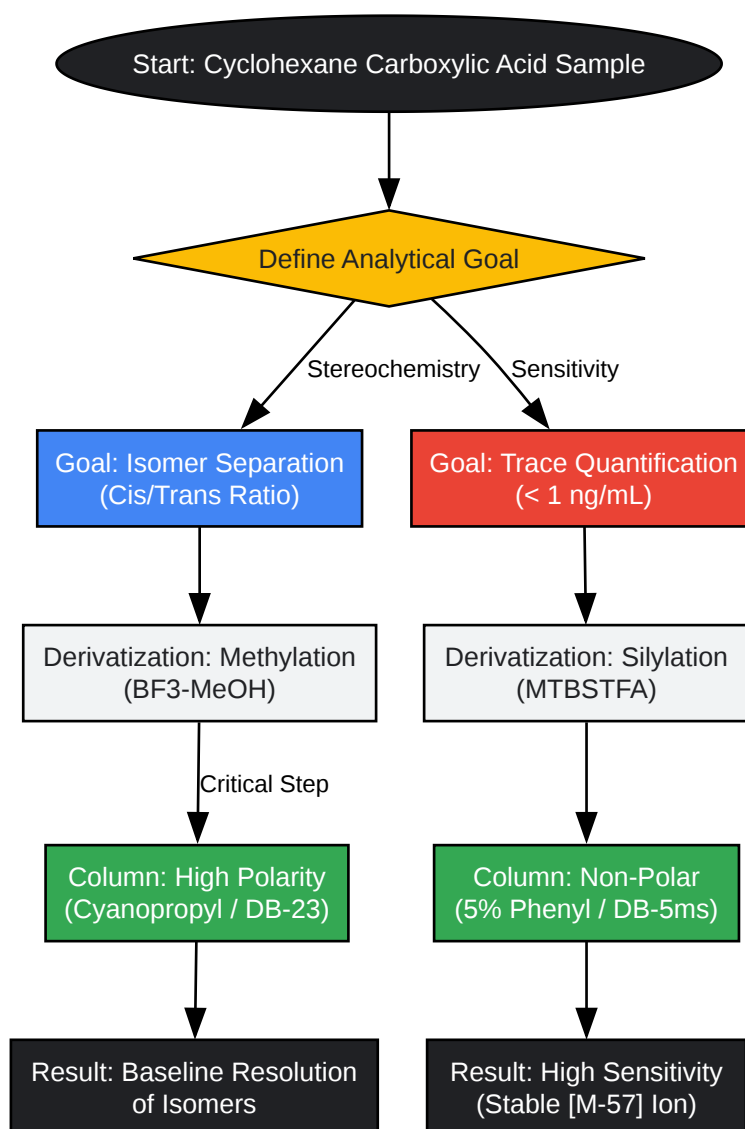 Start: Cyclohexane Carboxylic Acid Sample
Define Analytical Goal
Stereochemistry
Sensitivity
Goal: Isomer Separation
(Cis/Trans Ratio)
Goal: Trace Quantification
(< 1 ng/mL)
Derivatization: Methylation
(BF3-MeOH)
Derivatization: Silylation
(MTBSTFA)
Critical Step
Column: High Polarity
(Cyanopropyl / DB-23)
Column: Non-Polar
(5% Phenyl / DB-5ms)
Result: Baseline Resolution
of Isomers
Result: High Sensitivity
(Stable [M-57] Ion)